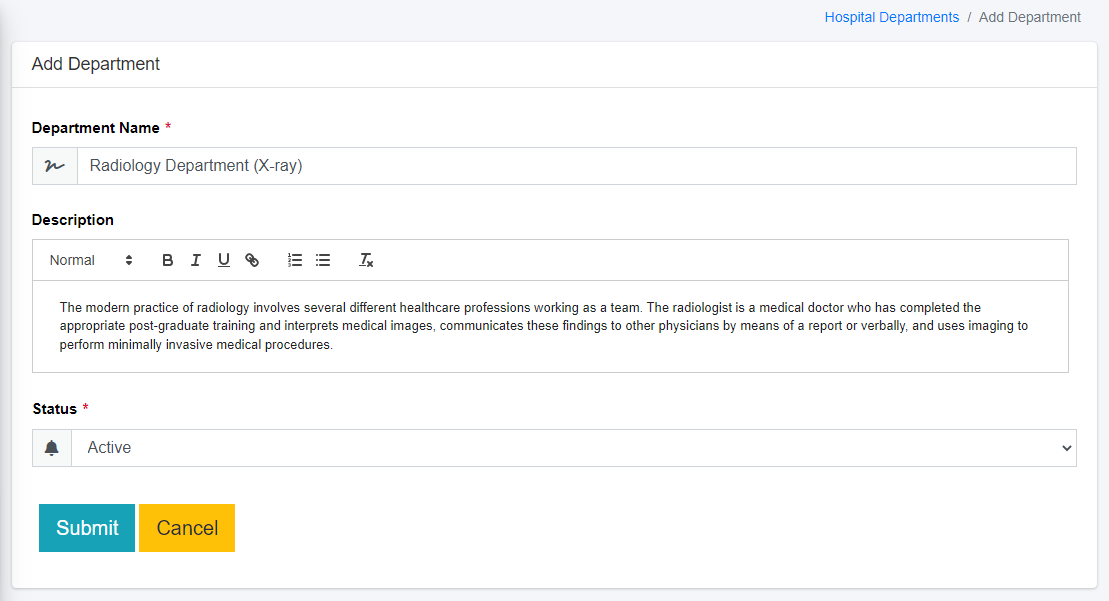 Hospital Departments / Add Department
Add Department
Department Name *
Radiology Department (X-ray)
Description
Normal B I U
The modern practice of radiology involves several different healthcare professions working as a team. The radiologist is a medical doctor who has completed the
appropriate post-graduate training and interprets medical images, communicates these findings to other physicians by means of a report or verbally, and uses imaging to
perform minimally invasive medical procedures.
Status *
Active
Submit Cancel